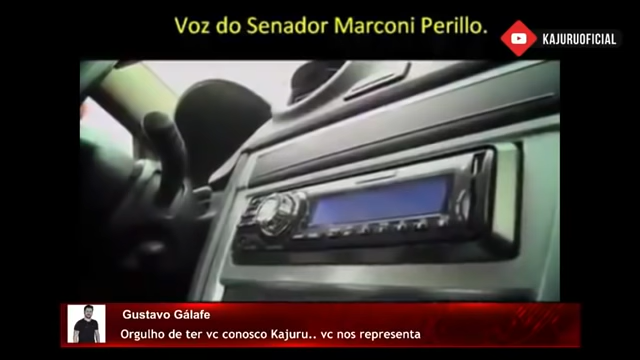 Voz do Senador Marconi Perillo.
KAJURUOFICIAL
Gustavo Gálafe
Orgulho de ter vc conosco Kajuru.. vc nos representa